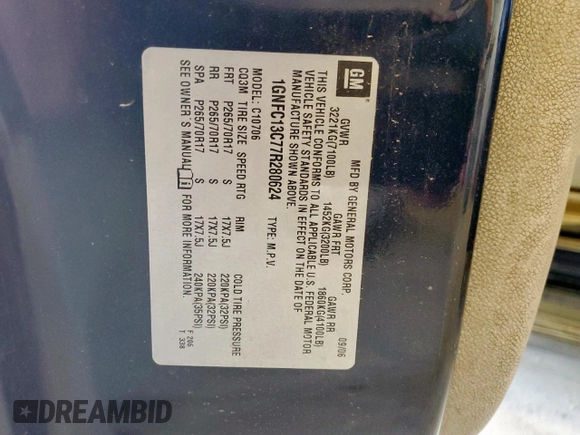 GM
MFD BY GENERAL MOTORS CORP.
09/06
GVWR GAWR FRT GAWR RR
3221KG(7100LB) 1452KG(3200LB) 1860KG(4100LB)
THIS VEHICLE CONFORMS TO ALL APPLICABLE U.S. FEDERAL MOTOR
VEHICLE SAFETY STANDARDS IN EFFECT ON THE DATE OF
MANUFACTURE SHOWN ABOVE.
1GNFC13C77R280624 TYPE: M.P.V.
MODEL: C10706
CQ3M TIRE SIZE SPEED RTG RIM COLD TIRE PRESSURE
FRT P265/70R17 S 17X7.5J 220KPA(32PSI)
RR P265/70R17 S 17X7.5J 220KPA(32PSI)
SPA P265/70R17 S 17X7.5J 240KPA(35PSI)
SEE OWNER'S MANUAL FOR MORE INFORMATION.
F 206
T 338
DREAMBID